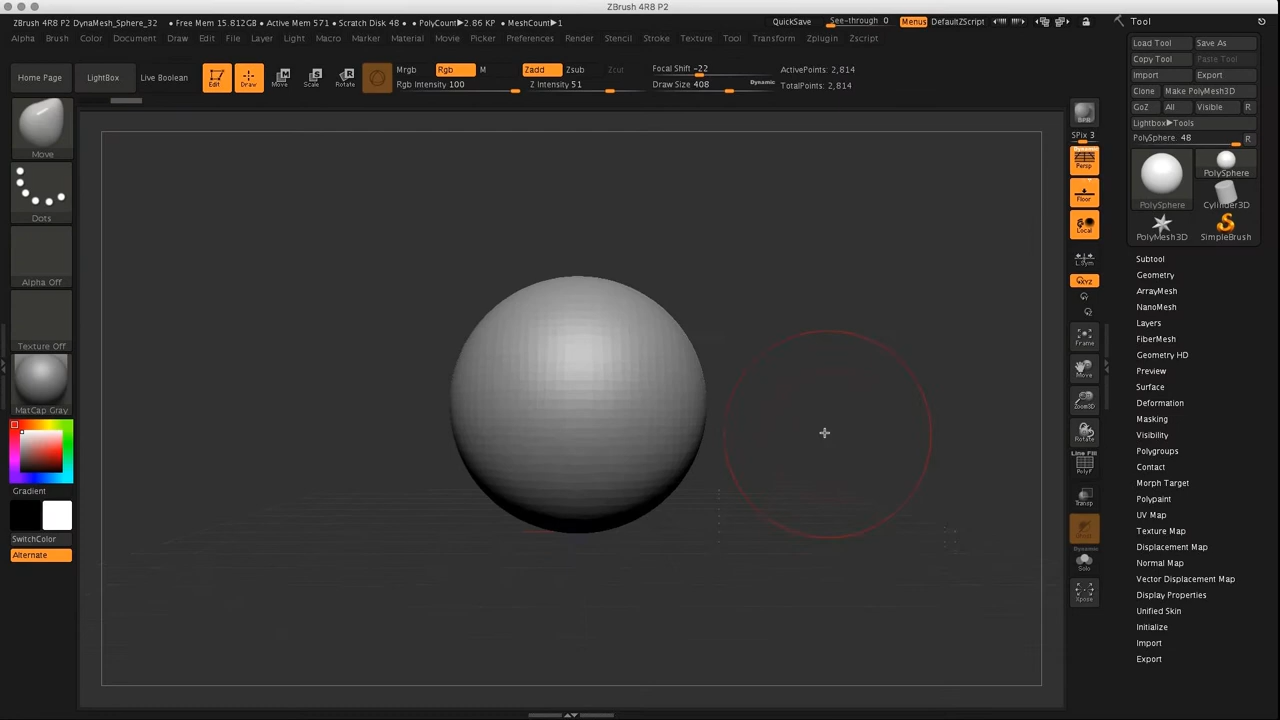 ZBrush 4R8 P2
ZBrush 4R8 P2 DynaMesh_Sphere_32 • Free Mem 15.812GB • Active Mem 571 • Scratch Disk 48 • PolyCount▶2.86 KP • MeshCount▶1
QuickSave See-through 0 Menus DefaultZScript
Alpha Brush Color Document Draw Edit File Layer Light Macro Marker Material Movie Picker Preferences Render Stencil Stroke Texture Tool Transform Zplugin Zscript
Home Page LightBox Live Boolean Edit Draw Move Scale Rotate
Mrgb Rgb M Zadd Zsub Zcut Focal Shift -22 ActivePoints: 2,814
Rgb Intensity 100 Z Intensity 51 Draw Size 408 Dynamic TotalPoints: 2,814
Move
Dots
Alpha Off
Texture Off
MatCap Gray
Gradient
SwitchColor
Alternate
BPR
SPix 3
Dynamic
Persp
Floor
Local
L.Sym
XYZ
Frame
Move
Zoom3D
Rotate
Line Fill
PolyF
Transp
Dynamic
Solo
Xpose
Tool
Load Tool Save As
Copy Tool Paste Tool
Import Export
Clone Make PolyMesh3D
GoZ All Visible R
Lightbox▶Tools
PolySphere. 48 R
PolySphere PolySphere
Cylinder3D
PolyMesh3D SimpleBrush
Subtool
Geometry
ArrayMesh
NanoMesh
Layers
FiberMesh
Geometry HD
Preview
Surface
Deformation
Masking
Visibility
Polygroups
Contact
Morph Target
Polypaint
UV Map
Texture Map
Displacement Map
Normal Map
Vector Displacement Map
Display Properties
Unified Skin
Initialize
Import
Export